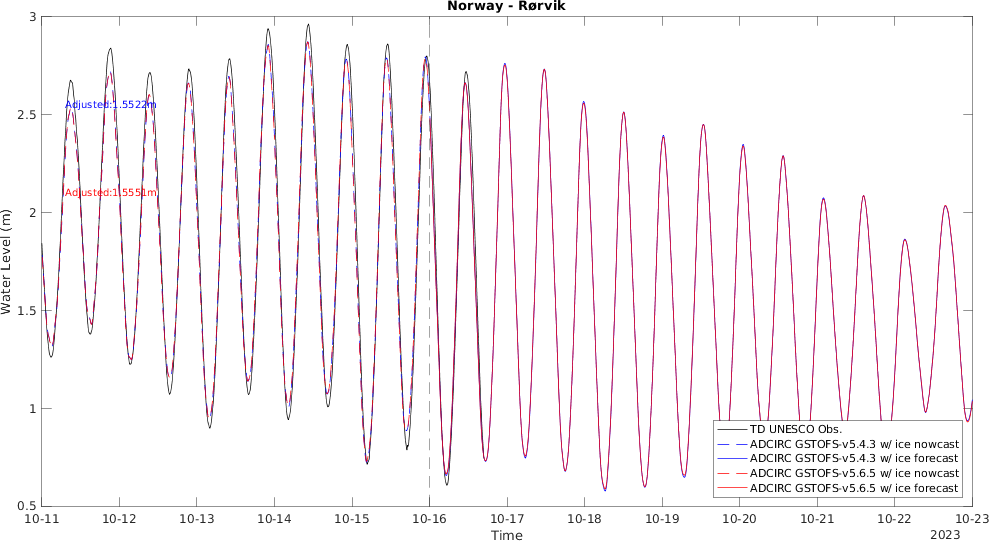 Norway - Rørvik
3
2.5
2
1.5
1
0.5
Water Level (m)
Adjusted:1.5522m
Adjusted:1.5551m
TD UNESCO Obs.
ADCIRC GSTOFS-v5.4.3 w/ ice nowcast
ADCIRC GSTOFS-v5.4.3 w/ ice forecast
ADCIRC GSTOFS-v5.6.5 w/ ice nowcast
ADCIRC GSTOFS-v5.6.5 w/ ice forecast
10-11 10-12 10-13 10-14 10-15 10-16 10-17 10-18 10-19 10-20 10-21 10-22 10-23
Time
2023